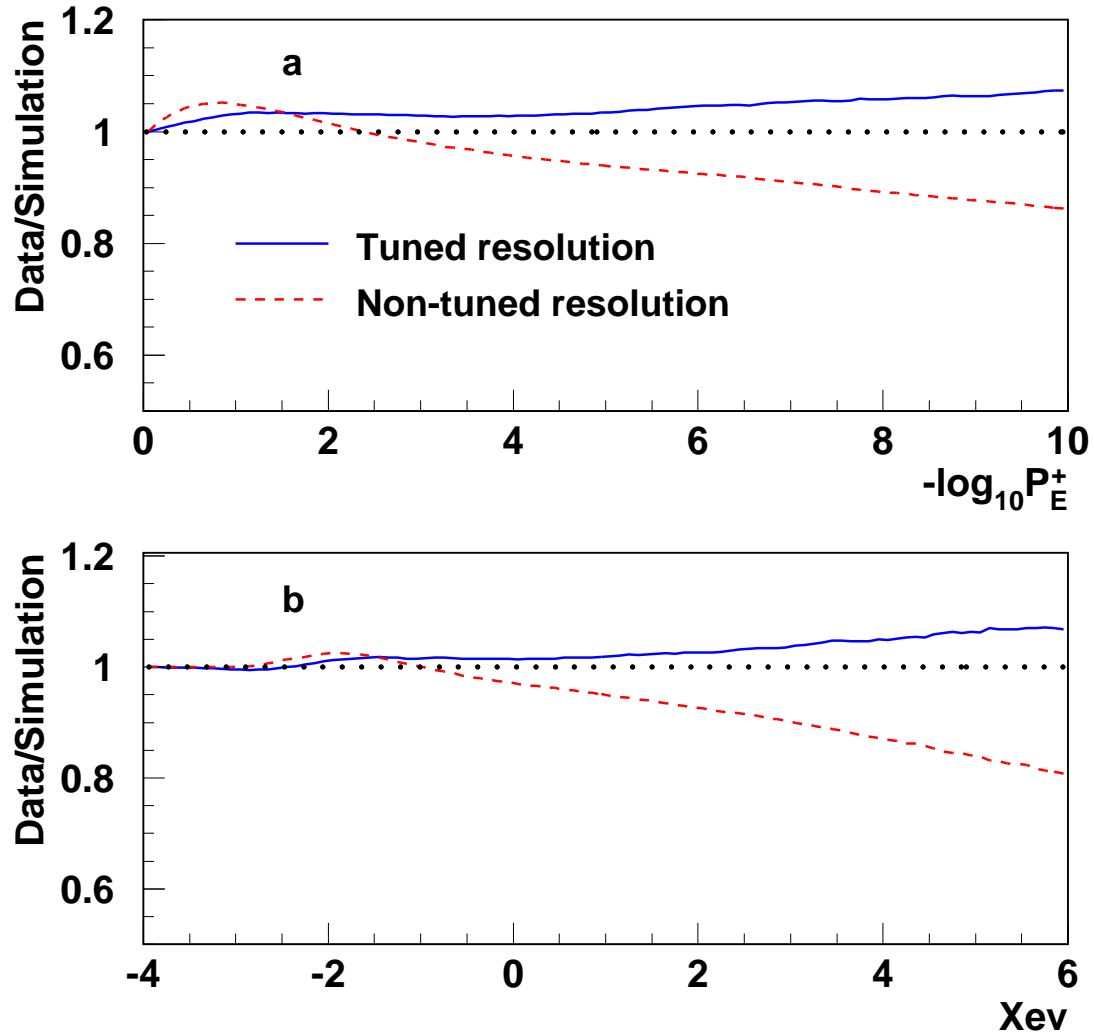 1.2
a
1
0.8
Tuned resolution
Non-tuned resolution
0.6
Data/Simulation
0 2 4 6 8 10
-log10P+E
1.2
b
1
0.8
0.6
Data/Simulation
-4 -2 0 2 4 6
Xev